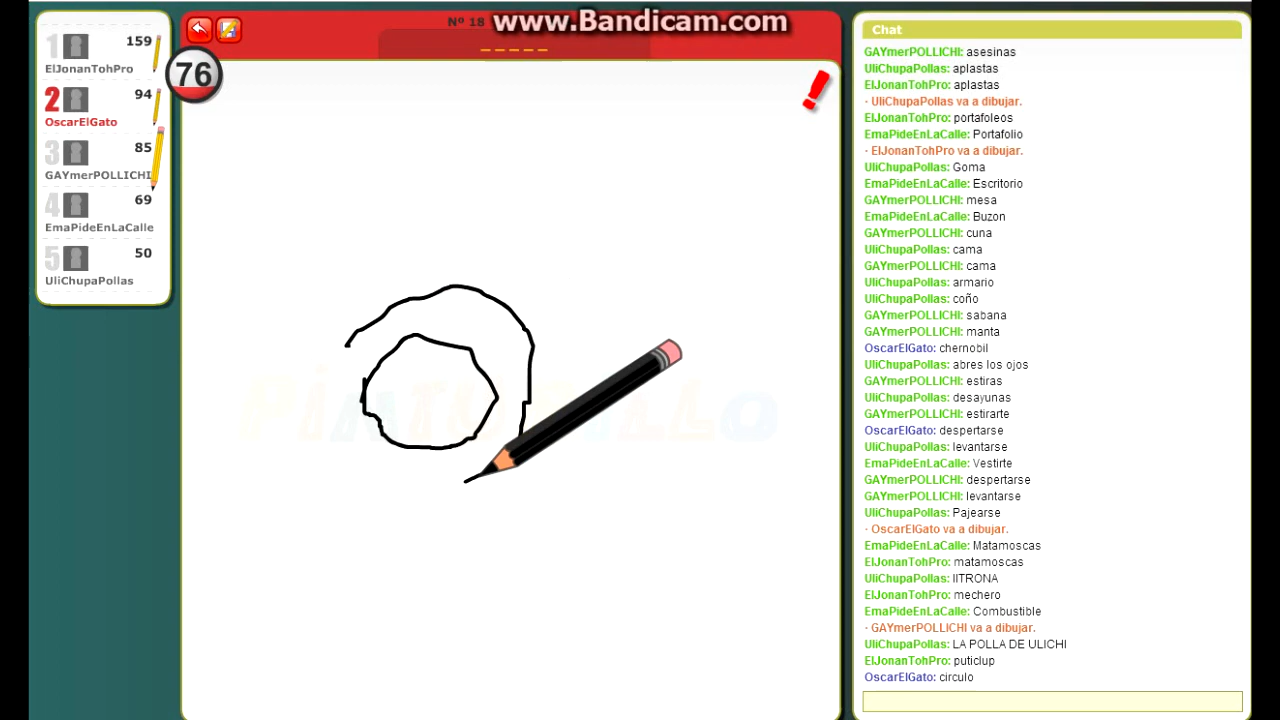 Nº 18
www.Bandicam.com
_ _ _ _ _
76
1
159
ElJonanTohPro
2
94
OscarElGato
3
85
GAYmerPOLLICHI
4
69
EmaPideEnLaCalle
5
50
UliChupaPollas
Chat
GAYmerPOLLICHI: asesinas
UliChupaPollas: aplastas
ElJonanTohPro: aplastas
· UliChupaPollas va a dibujar.
ElJonanTohPro: portafoleos
EmaPideEnLaCalle: Portafolio
· ElJonanTohPro va a dibujar.
UliChupaPollas: Goma
EmaPideEnLaCalle: Escritorio
GAYmerPOLLICHI: mesa
EmaPideEnLaCalle: Buzon
GAYmerPOLLICHI: cuna
UliChupaPollas: cama
GAYmerPOLLICHI: cama
UliChupaPollas: armario
UliChupaPollas: coño
GAYmerPOLLICHI: sabana
GAYmerPOLLICHI: manta
OscarElGato: chernobil
UliChupaPollas: abres los ojos
GAYmerPOLLICHI: estiras
UliChupaPollas: desayunas
GAYmerPOLLICHI: estirarte
OscarElGato: despertarse
UliChupaPollas: levantarse
EmaPideEnLaCalle: Vestirte
GAYmerPOLLICHI: despertarse
GAYmerPOLLICHI: levantarse
UliChupaPollas: Pajearse
· OscarElGato va a dibujar.
EmaPideEnLaCalle: Matamoscas
ElJonanTohPro: matamoscas
UliChupaPollas: lITRONA
ElJonanTohPro: mechero
EmaPideEnLaCalle: Combustible
· GAYmerPOLLICHI va a dibujar.
UliChupaPollas: LA POLLA DE ULICHI
ElJonanTohPro: puticlup
OscarElGato: circulo